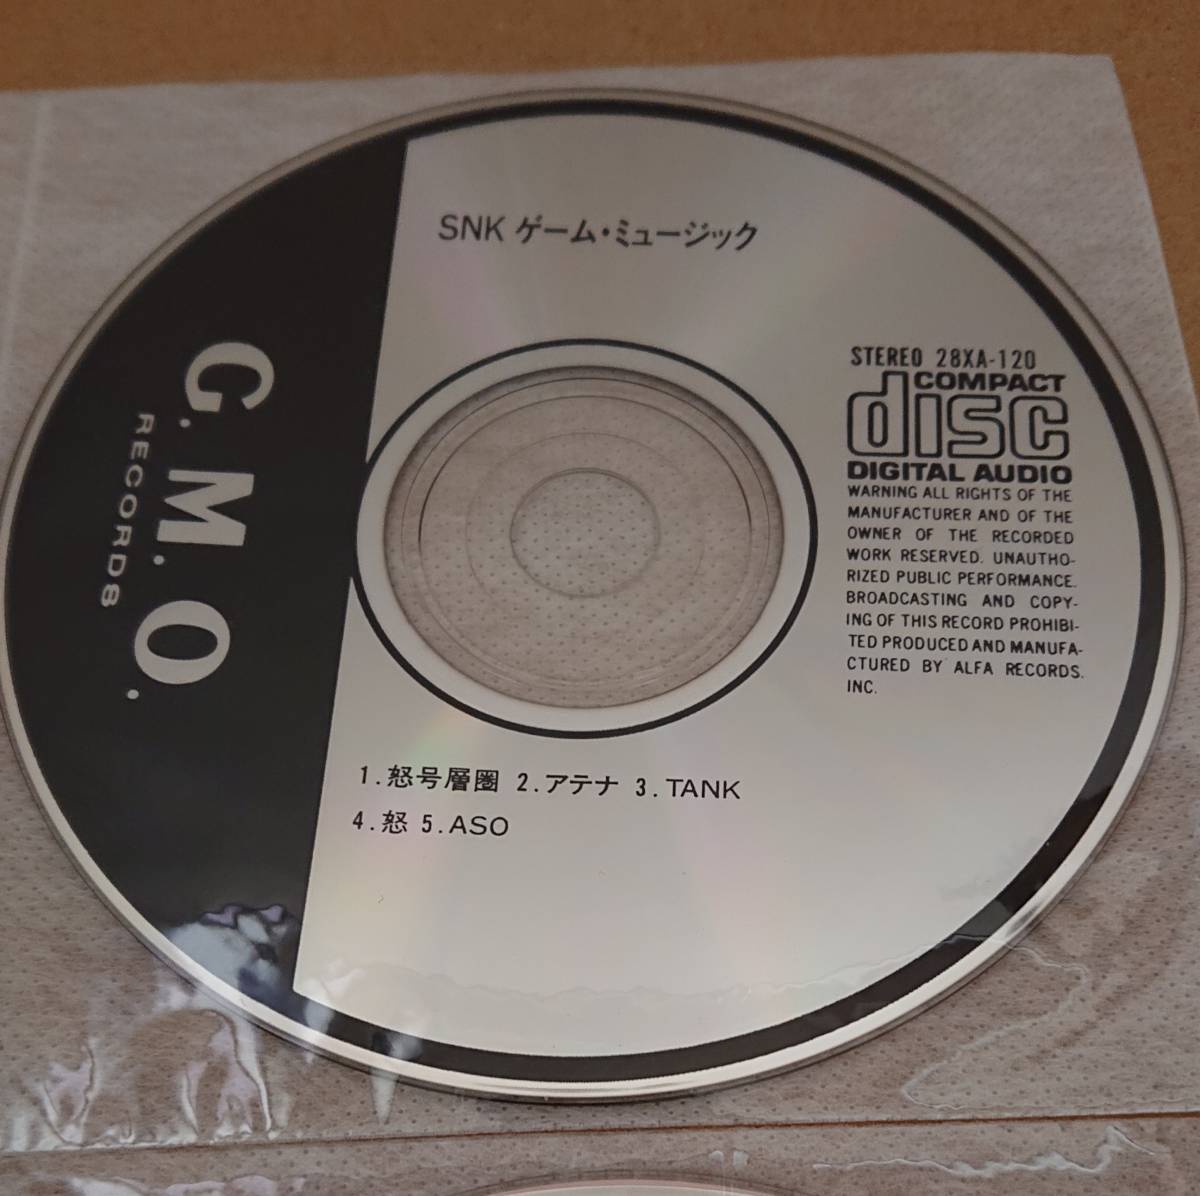 SNK ゲーム・ミュージック
G.M.O.
RECORDS
STEREO 28XA-120
COMPACT
disc
DIGITAL AUDIO
WARNING ALL RIGHTS OF THE
MANUFACTURER AND OF THE
OWNER OF THE RECORDED
WORK RESERVED. UNAUTHO-
RIZED PUBLIC PERFORMANCE.
BROADCASTING AND COPY-
ING OF THIS RECORD PROHIBI-
TED PRODUCED AND MANUFA-
CTURED BY ALFA RECORDS.
INC.
1.怒号層圏 2.アテナ 3.TANK
4.怒 5.ASO